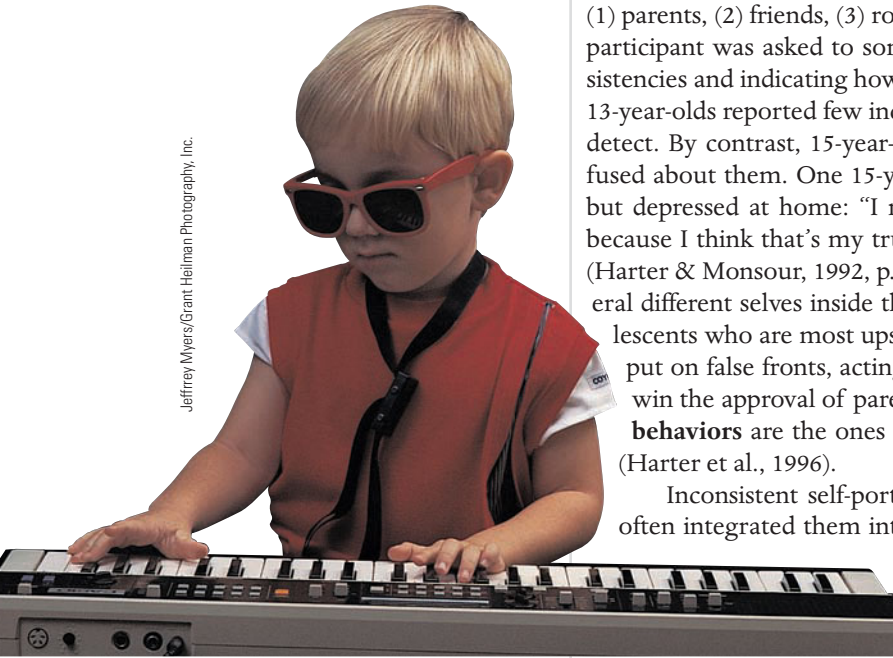 Jeffrey Myers/Grant Heilman Photography, Inc.
(1) parents, (2) friends, (3) ro
participant was asked to sor
sistencies and indicating how
13-year-olds reported few inc
detect. By contrast, 15-year-
fused about them. One 15-y
but depressed at home: “I r
because I think that’s my tru
(Harter & Monsour, 1992, p.
eral different selves inside th
lescents who are most ups
put on false fronts, acting
win the approval of pare
behaviors are the ones
(Harter et al., 1996).
Inconsistent self-port
often integrated them int